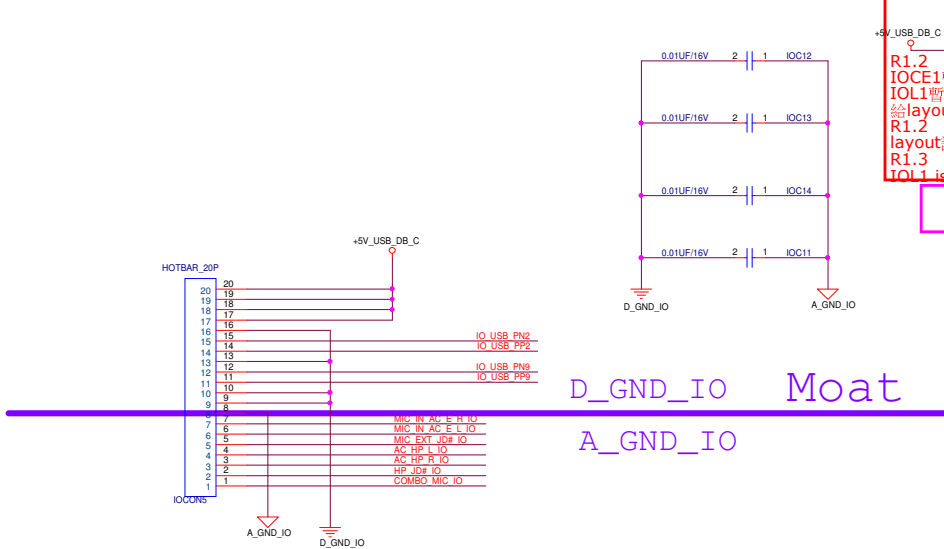 +5V_USB_DB_C
R1.2
IOCE1
IOL1暫
給layou
R1.2
layout
R1.3
IOL1 is
0.01UF/16V 2 1 IOC12
0.01UF/16V 2 1 IOC13
0.01UF/16V 2 1 IOC14
0.01UF/16V 2 1 IOC11
D_GND_IO
A_GND_IO
+5V_USB_DB_C
HOTBAR_20P
20 20
19 19
18 18
17 17
16 16
15 15 IO_USB_PN2
14 14 IO_USB_PP2
13 13
12 12 IO_USB_PN9
11 11 IO_USB_PP9
10 10
9 9
8 8
7 7 MIC_IN_AC_E_R_IO
6 6 MIC_IN_AC_E_L_IO
5 5 MIC_EXT_JD#_IO
4 4 AC_HP_L_IO
3 3 AC_HP_R_IO
2 2 HP_JD#_IO
1 1 COMBO_MIC_IO
IOCON5
A_GND_IO
D_GND_IO
D_GND_IO Moat
A_GND_IO